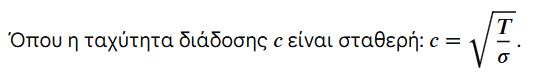 Όπου η ταχύτητα διάδοσης c είναι σταθερή: c = √(T/σ).